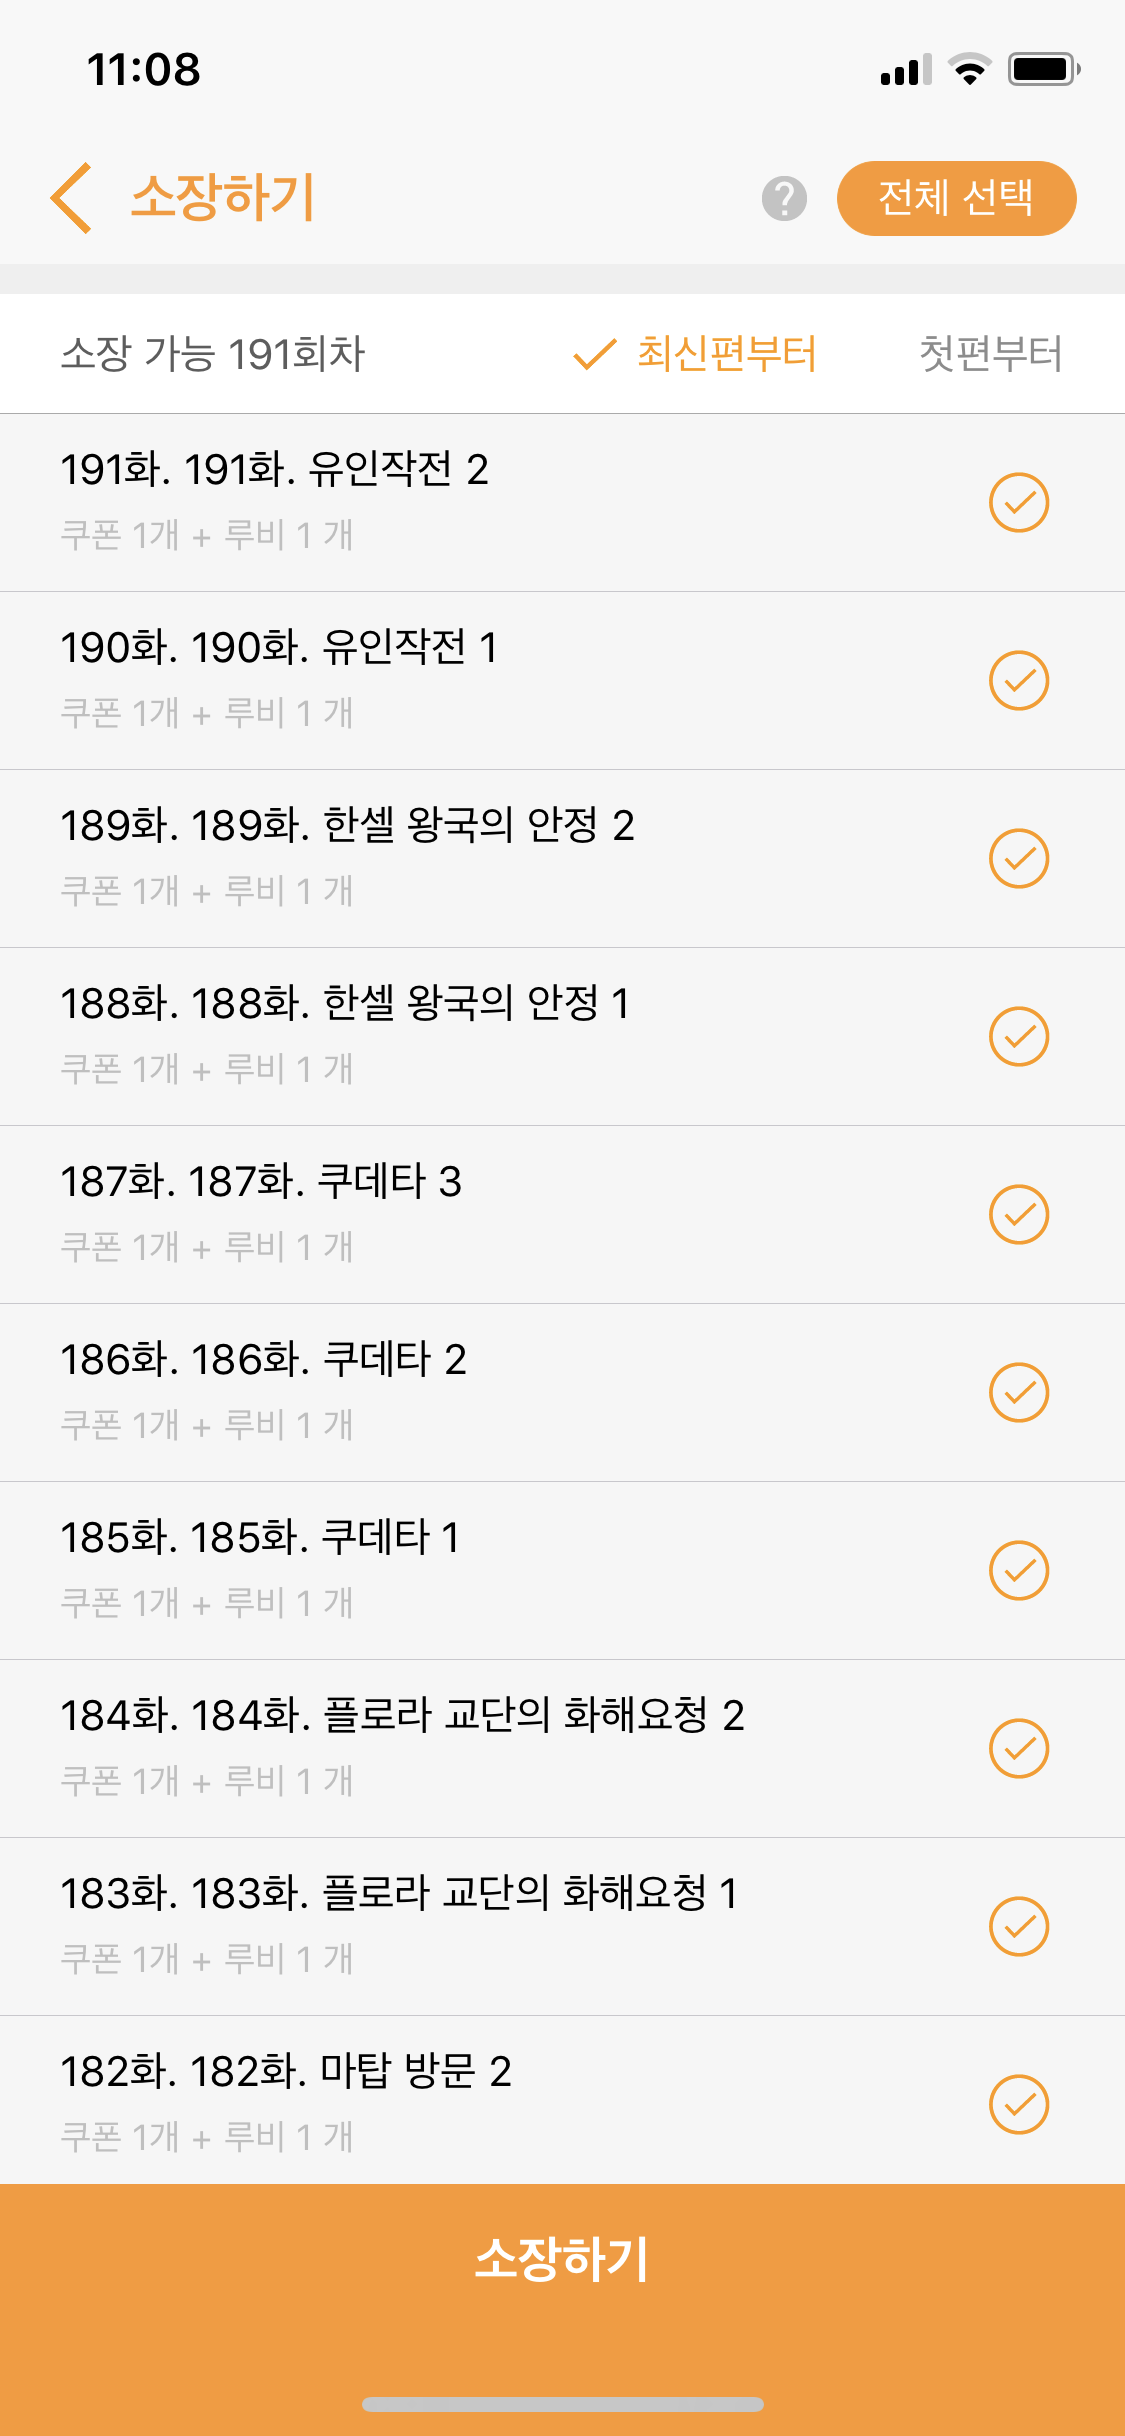 11:08
소장하기
?
전체 선택
소장 가능 191회차
최신편부터
첫편부터
191화. 191화. 유인작전 2
쿠폰 1개 + 루비 1 개
190화. 190화. 유인작전 1
쿠폰 1개 + 루비 1 개
189화. 189화. 한셀 왕국의 안정 2
쿠폰 1개 + 루비 1 개
188화. 188화. 한셀 왕국의 안정 1
쿠폰 1개 + 루비 1 개
187화. 187화. 쿠데타 3
쿠폰 1개 + 루비 1 개
186화. 186화. 쿠데타 2
쿠폰 1개 + 루비 1 개
185화. 185화. 쿠데타 1
쿠폰 1개 + 루비 1 개
184화. 184화. 플로라 교단의 화해요청 2
쿠폰 1개 + 루비 1 개
183화. 183화. 플로라 교단의 화해요청 1
쿠폰 1개 + 루비 1 개
182화. 182화. 마탑 방문 2
쿠폰 1개 + 루비 1 개
소장하기